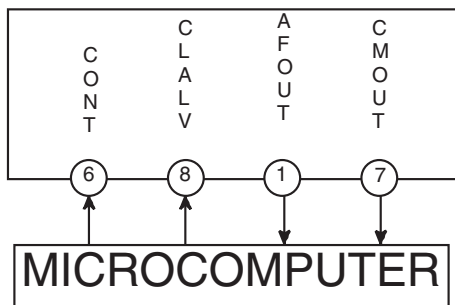 CONT
CLALV
AFOUT
CMOUT
6
8
1
7
MICROCOMPUTER